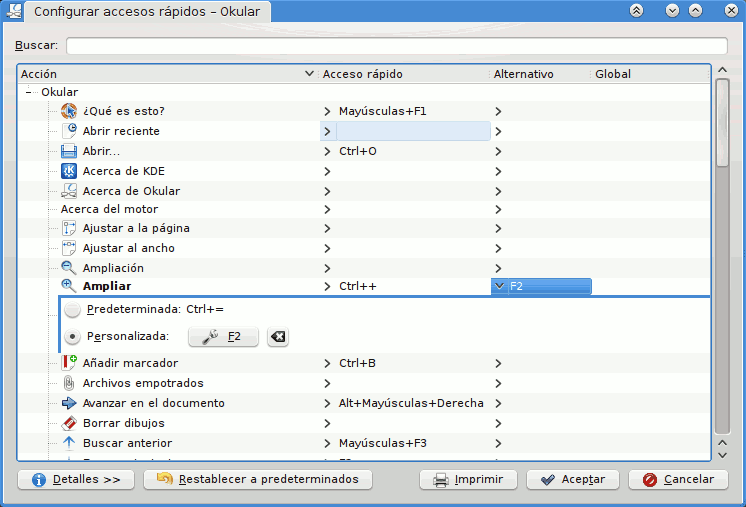 Configurar accesos rápidos – Okular
Buscar:
Acción Acceso rápido Alternativo Global
Okular
¿Qué es esto? Mayúsculas+F1
Abrir reciente
Abrir... Ctrl+O
Acerca de KDE
Acerca de Okular
Acerca del motor
Ajustar a la página
Ajustar al ancho
Ampliación
Ampliar Ctrl++ F2
Predeterminada: Ctrl+=
Personalizada: F2
Añadir marcador Ctrl+B
Archivos empotrados
Avanzar en el documento Alt+Mayúsculas+Derecha
Borrar dibujos
Buscar anterior Mayúsculas+F3
Detalles >> Restablecer a predeterminados Imprimir Aceptar Cancelar